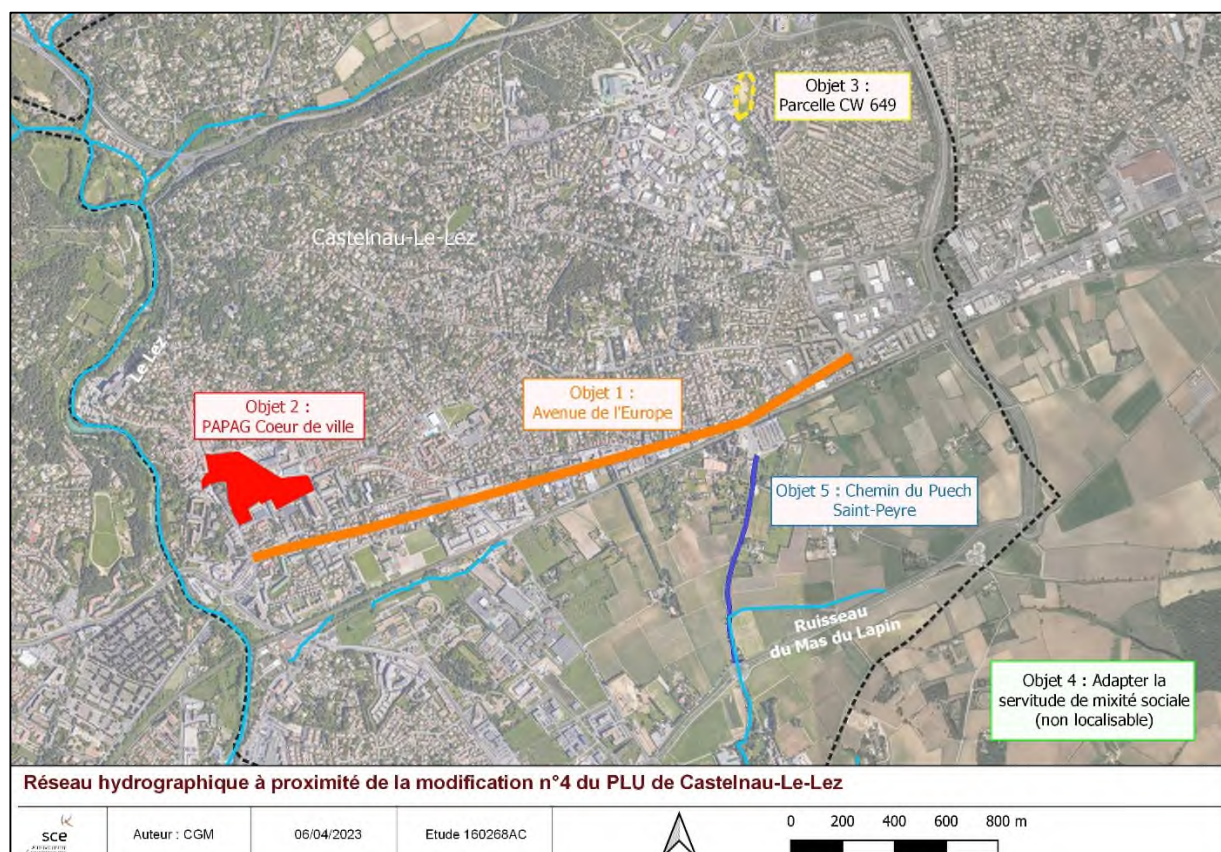 Objet 3 :
Parcelle CW 649
Castelnau-Le-Lez
Le Lez
Objet 2 :
PAPAG Coeur de ville
Objet 1 :
Avenue de l'Europe
Objet 5 : Chemin du Puech
Saint-Peyre
Ruisseau
du Mas du Lapin
Objet 4 : Adapter la
servitude de mixité sociale
(non localisable)
Réseau hydrographique à proximité de la modification n°4 du PLU de Castelnau-Le-Lez
sce
Auteur : CGM
06/04/2023
Etude 160268AC
0 200 400 600 800 m